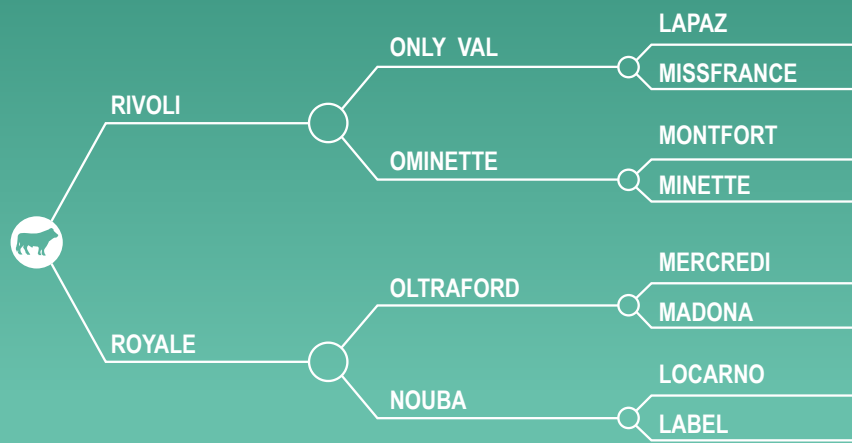 LAPAZ
ONLY VAL
MISSFRANCE
RIVOLI
MONTFORT
OMINETTE
MINETTE
MERCREDI
OLTRAFORD
MADONA
ROYALE
LOCARNO
NOUBA
LABEL